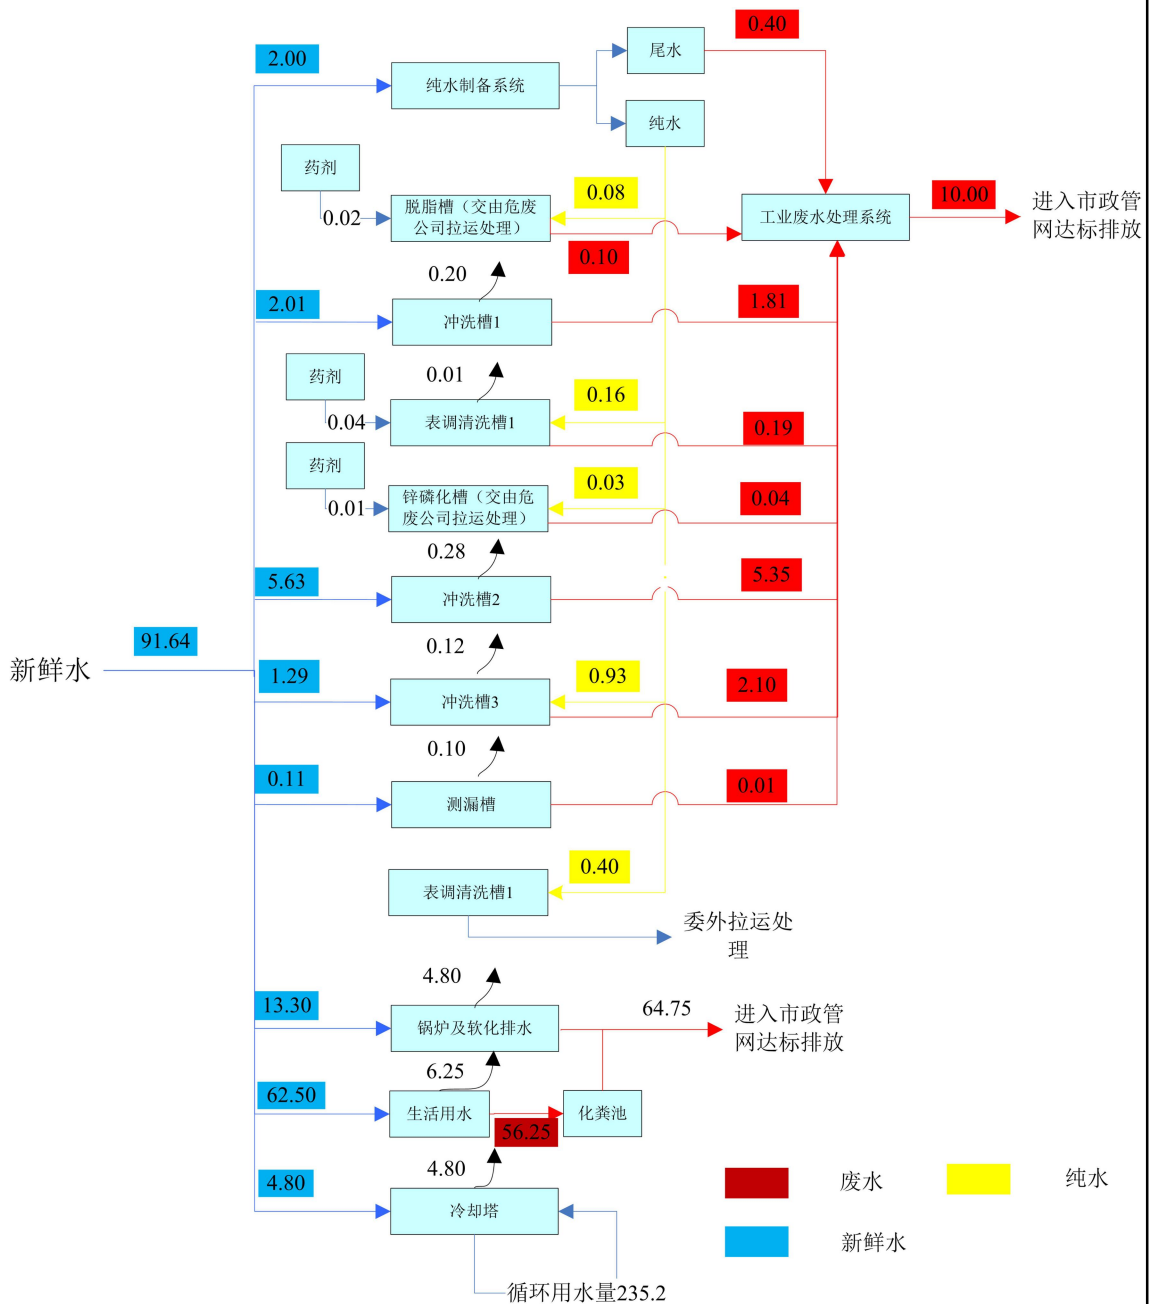 0.40
2.00
尾水
纯水制备系统
纯水
药剂
0.08
10.00
进入市政管
网达标排放
0.02
脱脂槽（交由危废
公司拉运处理）
工业废水处理系统
0.10
0.20
2.01
1.81
冲洗槽1
药剂
0.01
0.16
0.04
表调清洗槽1
0.19
药剂
0.03
0.04
0.01
锌磷化槽（交由危
废公司拉运处理）
0.28
5.63
5.35
冲洗槽2
91.64
新鲜水
0.12
1.29
0.93
2.10
冲洗槽3
0.10
0.11
0.01
测漏槽
0.40
表调清洗槽1
委外拉运处
理
4.80
13.30
64.75
锅炉及软化排水
进入市政管
网达标排放
6.25
62.50
生活用水
化粪池
56.25
4.80
4.80
冷却塔
废水
纯水
新鲜水
循环用水量235.2